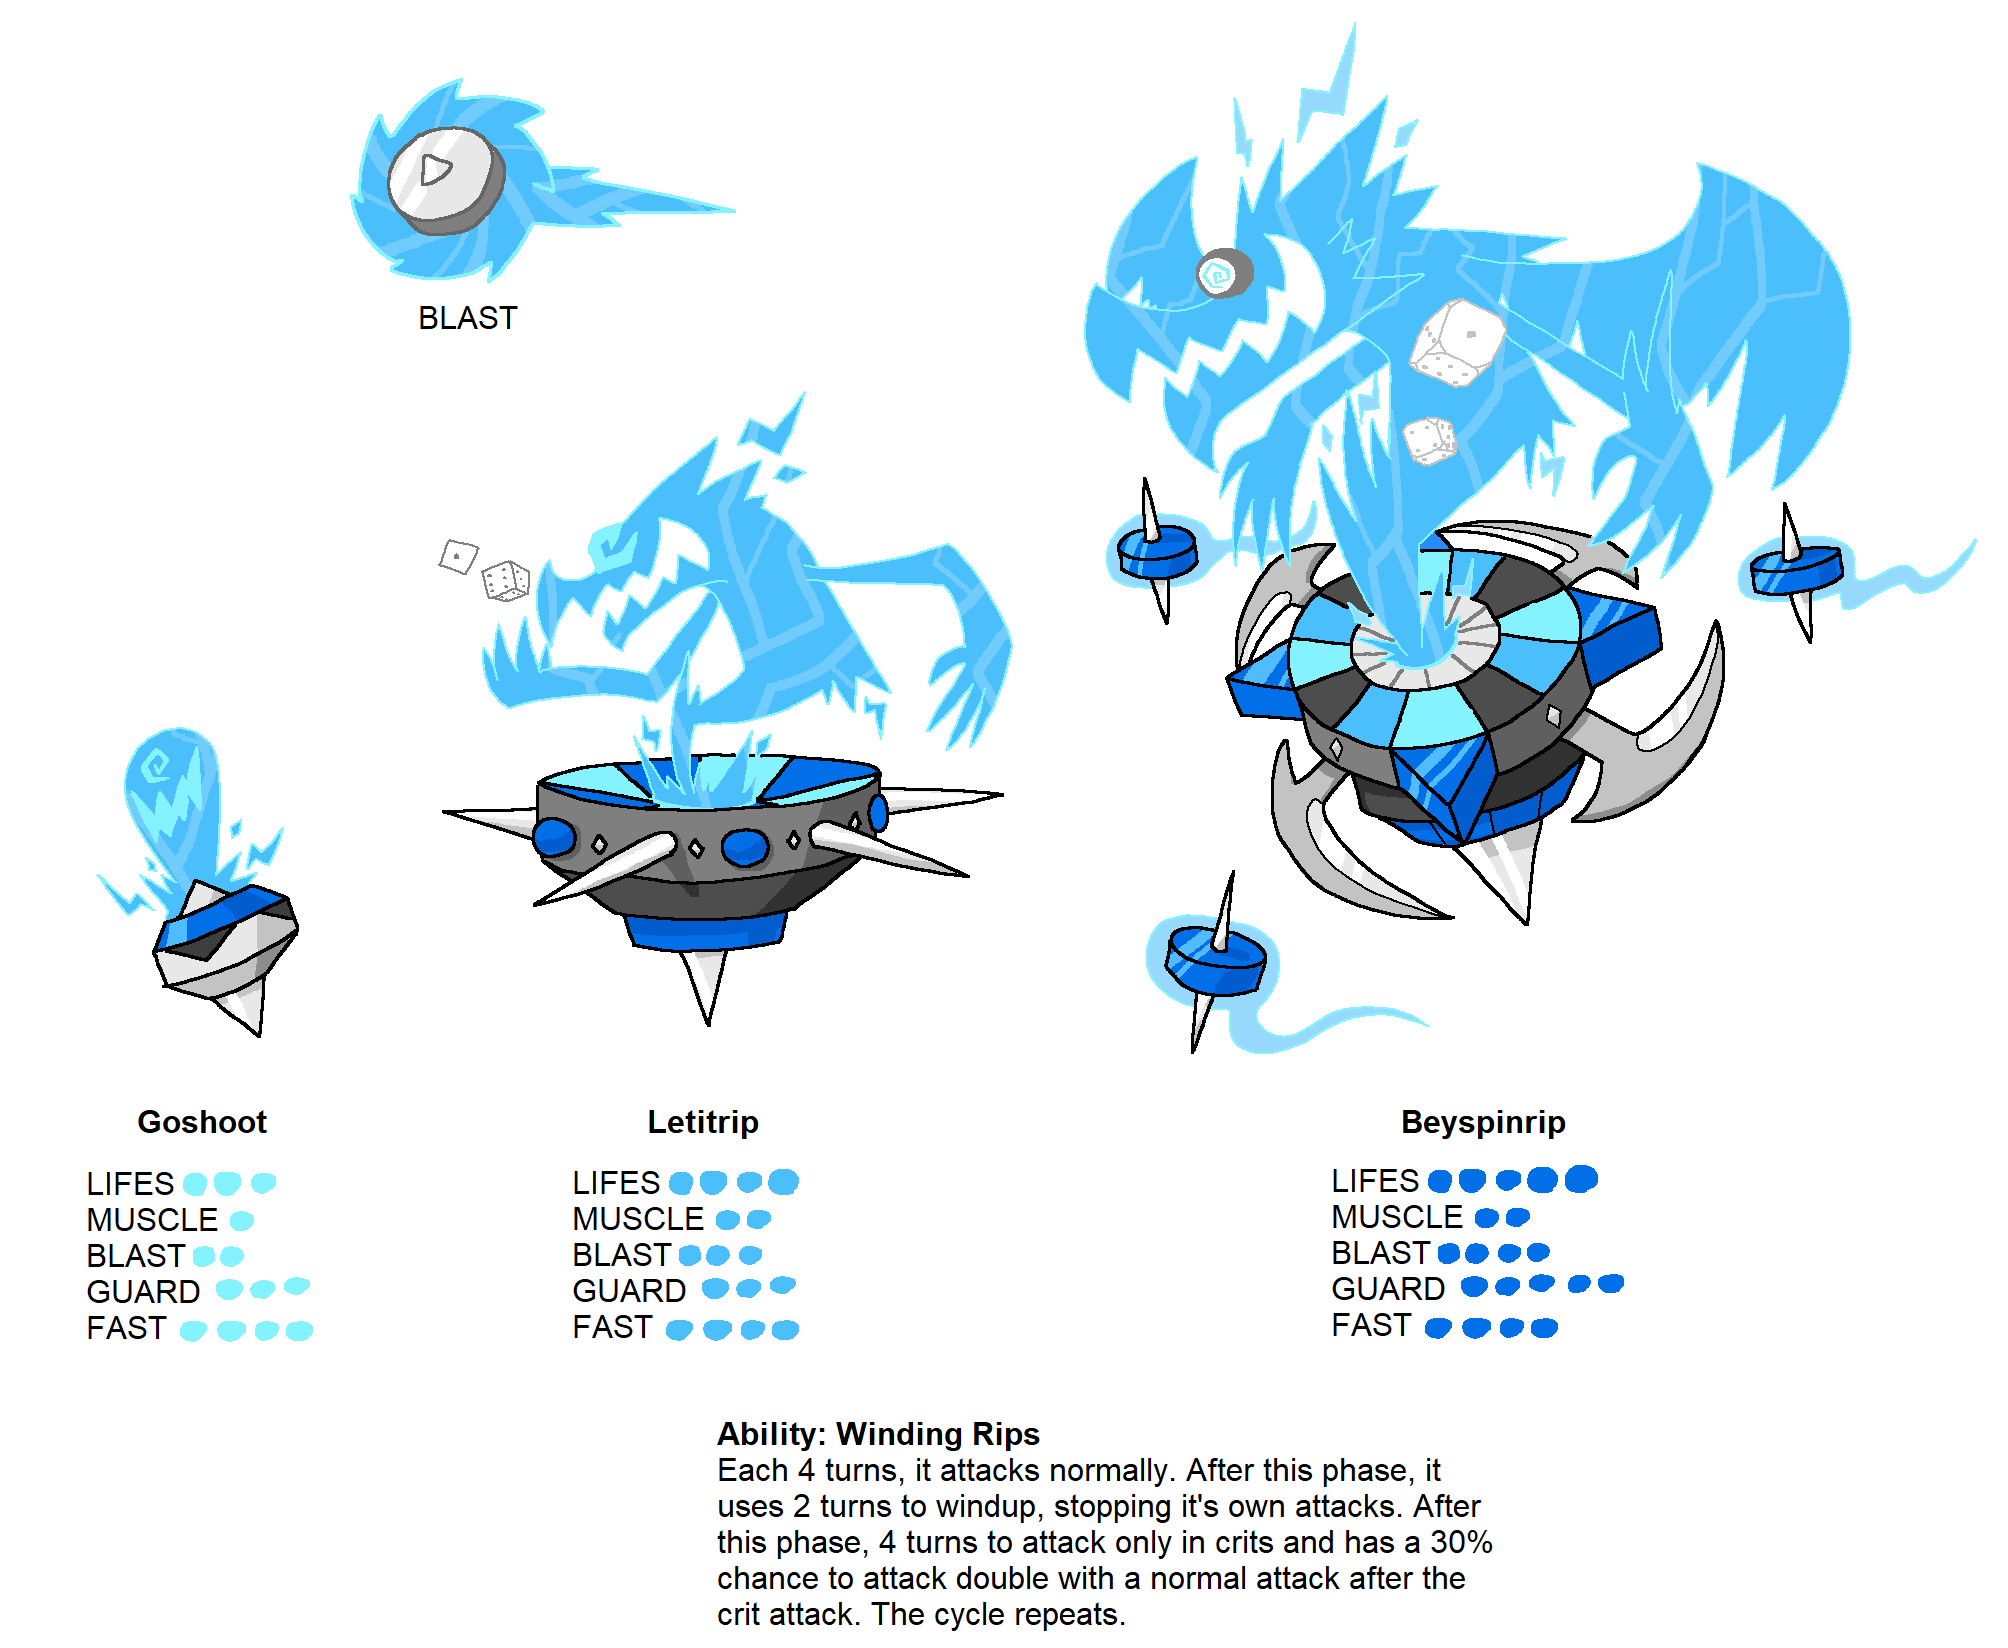 BLAST
Goshoot
LIFES
MUSCLE
BLAST
GUARD
FAST
Letitrip
LIFES
MUSCLE
BLAST
GUARD
FAST
Beyspinrip
LIFES
MUSCLE
BLAST
GUARD
FAST
Ability: Winding Rips
Each 4 turns, it attacks normally. After this phase, it
uses 2 turns to windup, stopping it's own attacks. After
this phase, 4 turns to attack only in crits and has a 30%
chance to attack double with a normal attack after the
crit attack. The cycle repeats.